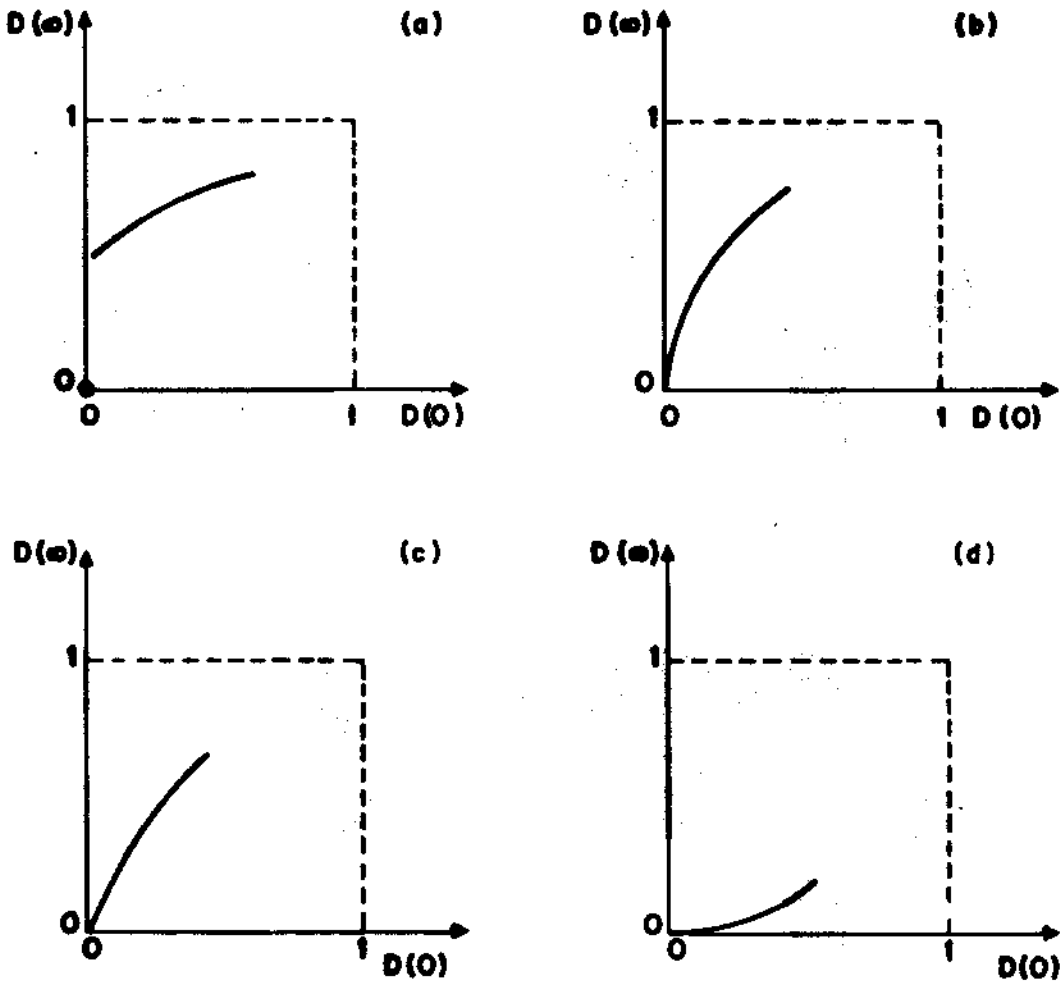 D(∞) (a)
1
0
0 1 D(0)
D(∞) (b)
1
0
0 1 D(0)
D(∞) (c)
1
0
0 1
D(0)
D(∞) (d)
1
0
0 1
D(0)